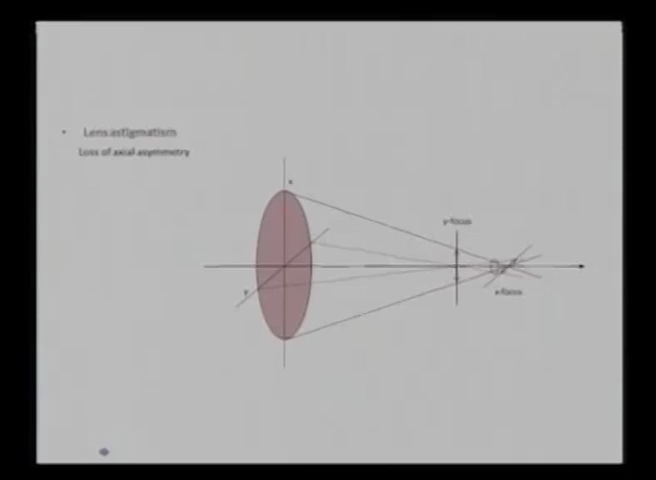 • Lens astigmatism
Loss of axial asymmetry
x
y-focus
y
x-focus